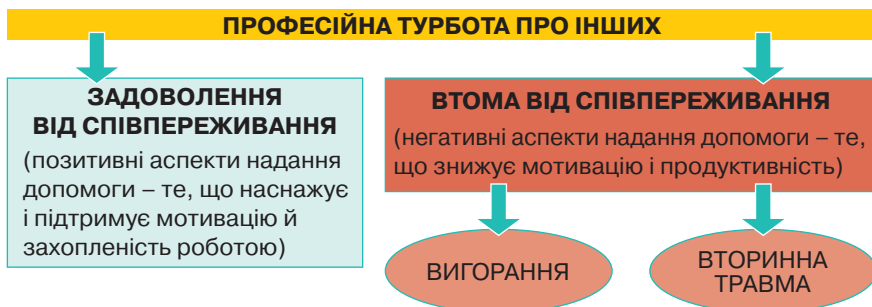 ПРОФЕСІЙНА ТУРБОТА ПРО ІНШИХ
ЗАДОВОЛЕННЯ
ВІД СПІВПЕРЕЖИВАННЯ
(позитивні аспекти надання
допомоги – те, що наснажує
і підтримує мотивацію й
захопленість роботою)
ВТОМА ВІД СПІВПЕРЕЖИВАННЯ
(негативні аспекти надання допомоги – те,
що знижує мотивацію і продуктивність)
ВИГОРАННЯ
ВТОРИННА
ТРАВМА